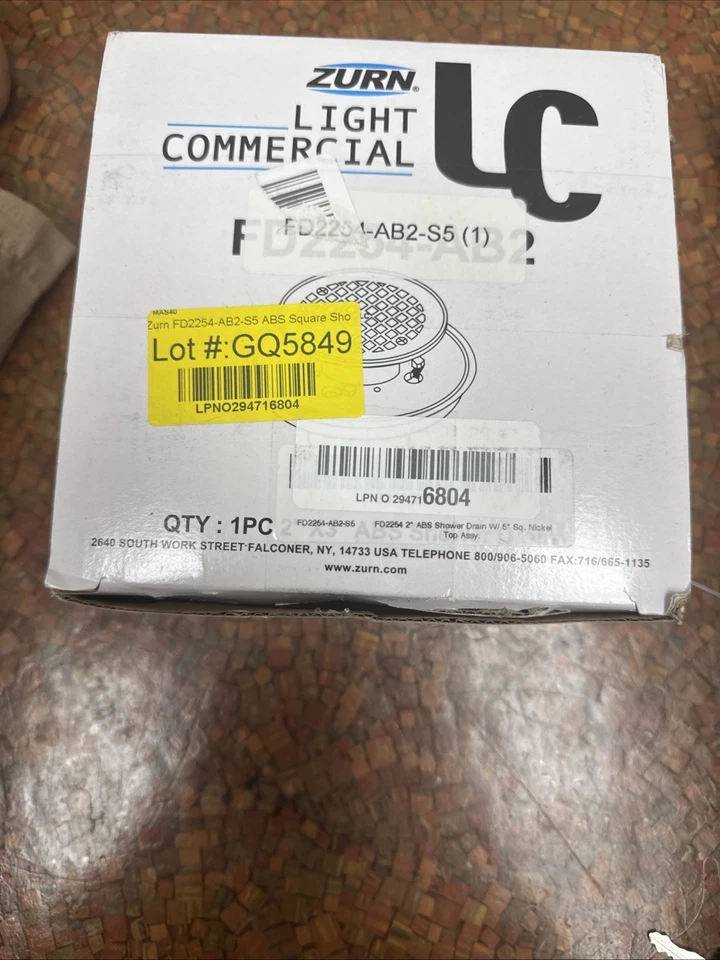 ZURN®
LIGHT
COMMERCIAL
LC
FD2254-AB2-S5 (1)
FD2254-AB2
MAS40
Zurn FD2254-AB2-S5 ABS Square Sho
Lot #:GQ5849
LPNO294716804
LPN O 294716804
FD2254-AB2-S5 FD2254 2" ABS Shower Drain W/ 5" Sq. Nickel
Top Assy.
QTY : 1PC
2640 SOUTH WORK STREET FALCONER, NY, 14733 USA TELEPHONE 800/906-5060 FAX:716/665-1135
www.zurn.com